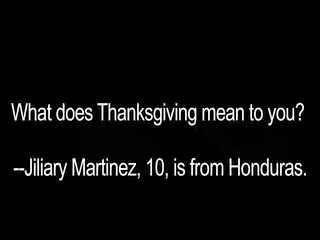 What does Thanksgiving mean to you?
--Jiliary Martinez, 10, is from Honduras.